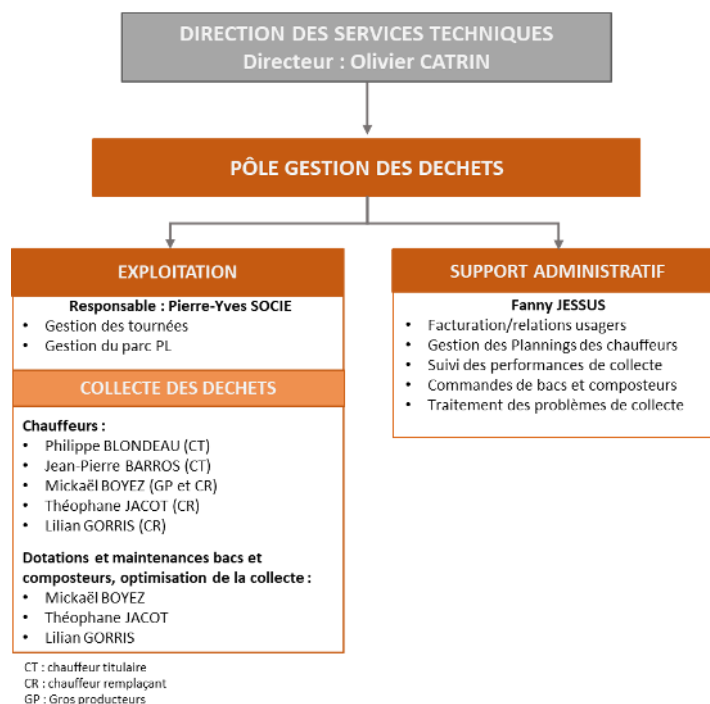 DIRECTION DES SERVICES TECHNIQUES
Directeur : Olivier CATRIN
PÔLE GESTION DES DECHETS
EXPLOITATION
Responsable : Pierre-Yves SOCIE
• Gestion des tournées
• Gestion du parc PL
COLLECTE DES DECHETS
Chauffeurs :
• Philippe BLONDEAU (CT)
• Jean-Pierre BARROS (CT)
• Mickaël BOYEZ (GP et CR)
• Théophane JACOT (CR)
• Lilian GORRIS (CR)
Dotations et maintenances bacs et
composteurs, optimisation de la collecte :
• Mickaël BOYEZ
• Théophane JACOT
• Lilian GORRIS
CT : chauffeur titulaire
CR : chauffeur remplaçant
GP : Gros producteurs
SUPPORT ADMINISTRATIF
Fanny JESSUS
• Facturation/relations usagers
• Gestion des Plannings des chauffeurs
• Suivi des performances de collecte
• Commandes de bacs et composteurs
• Traitement des problèmes de collecte